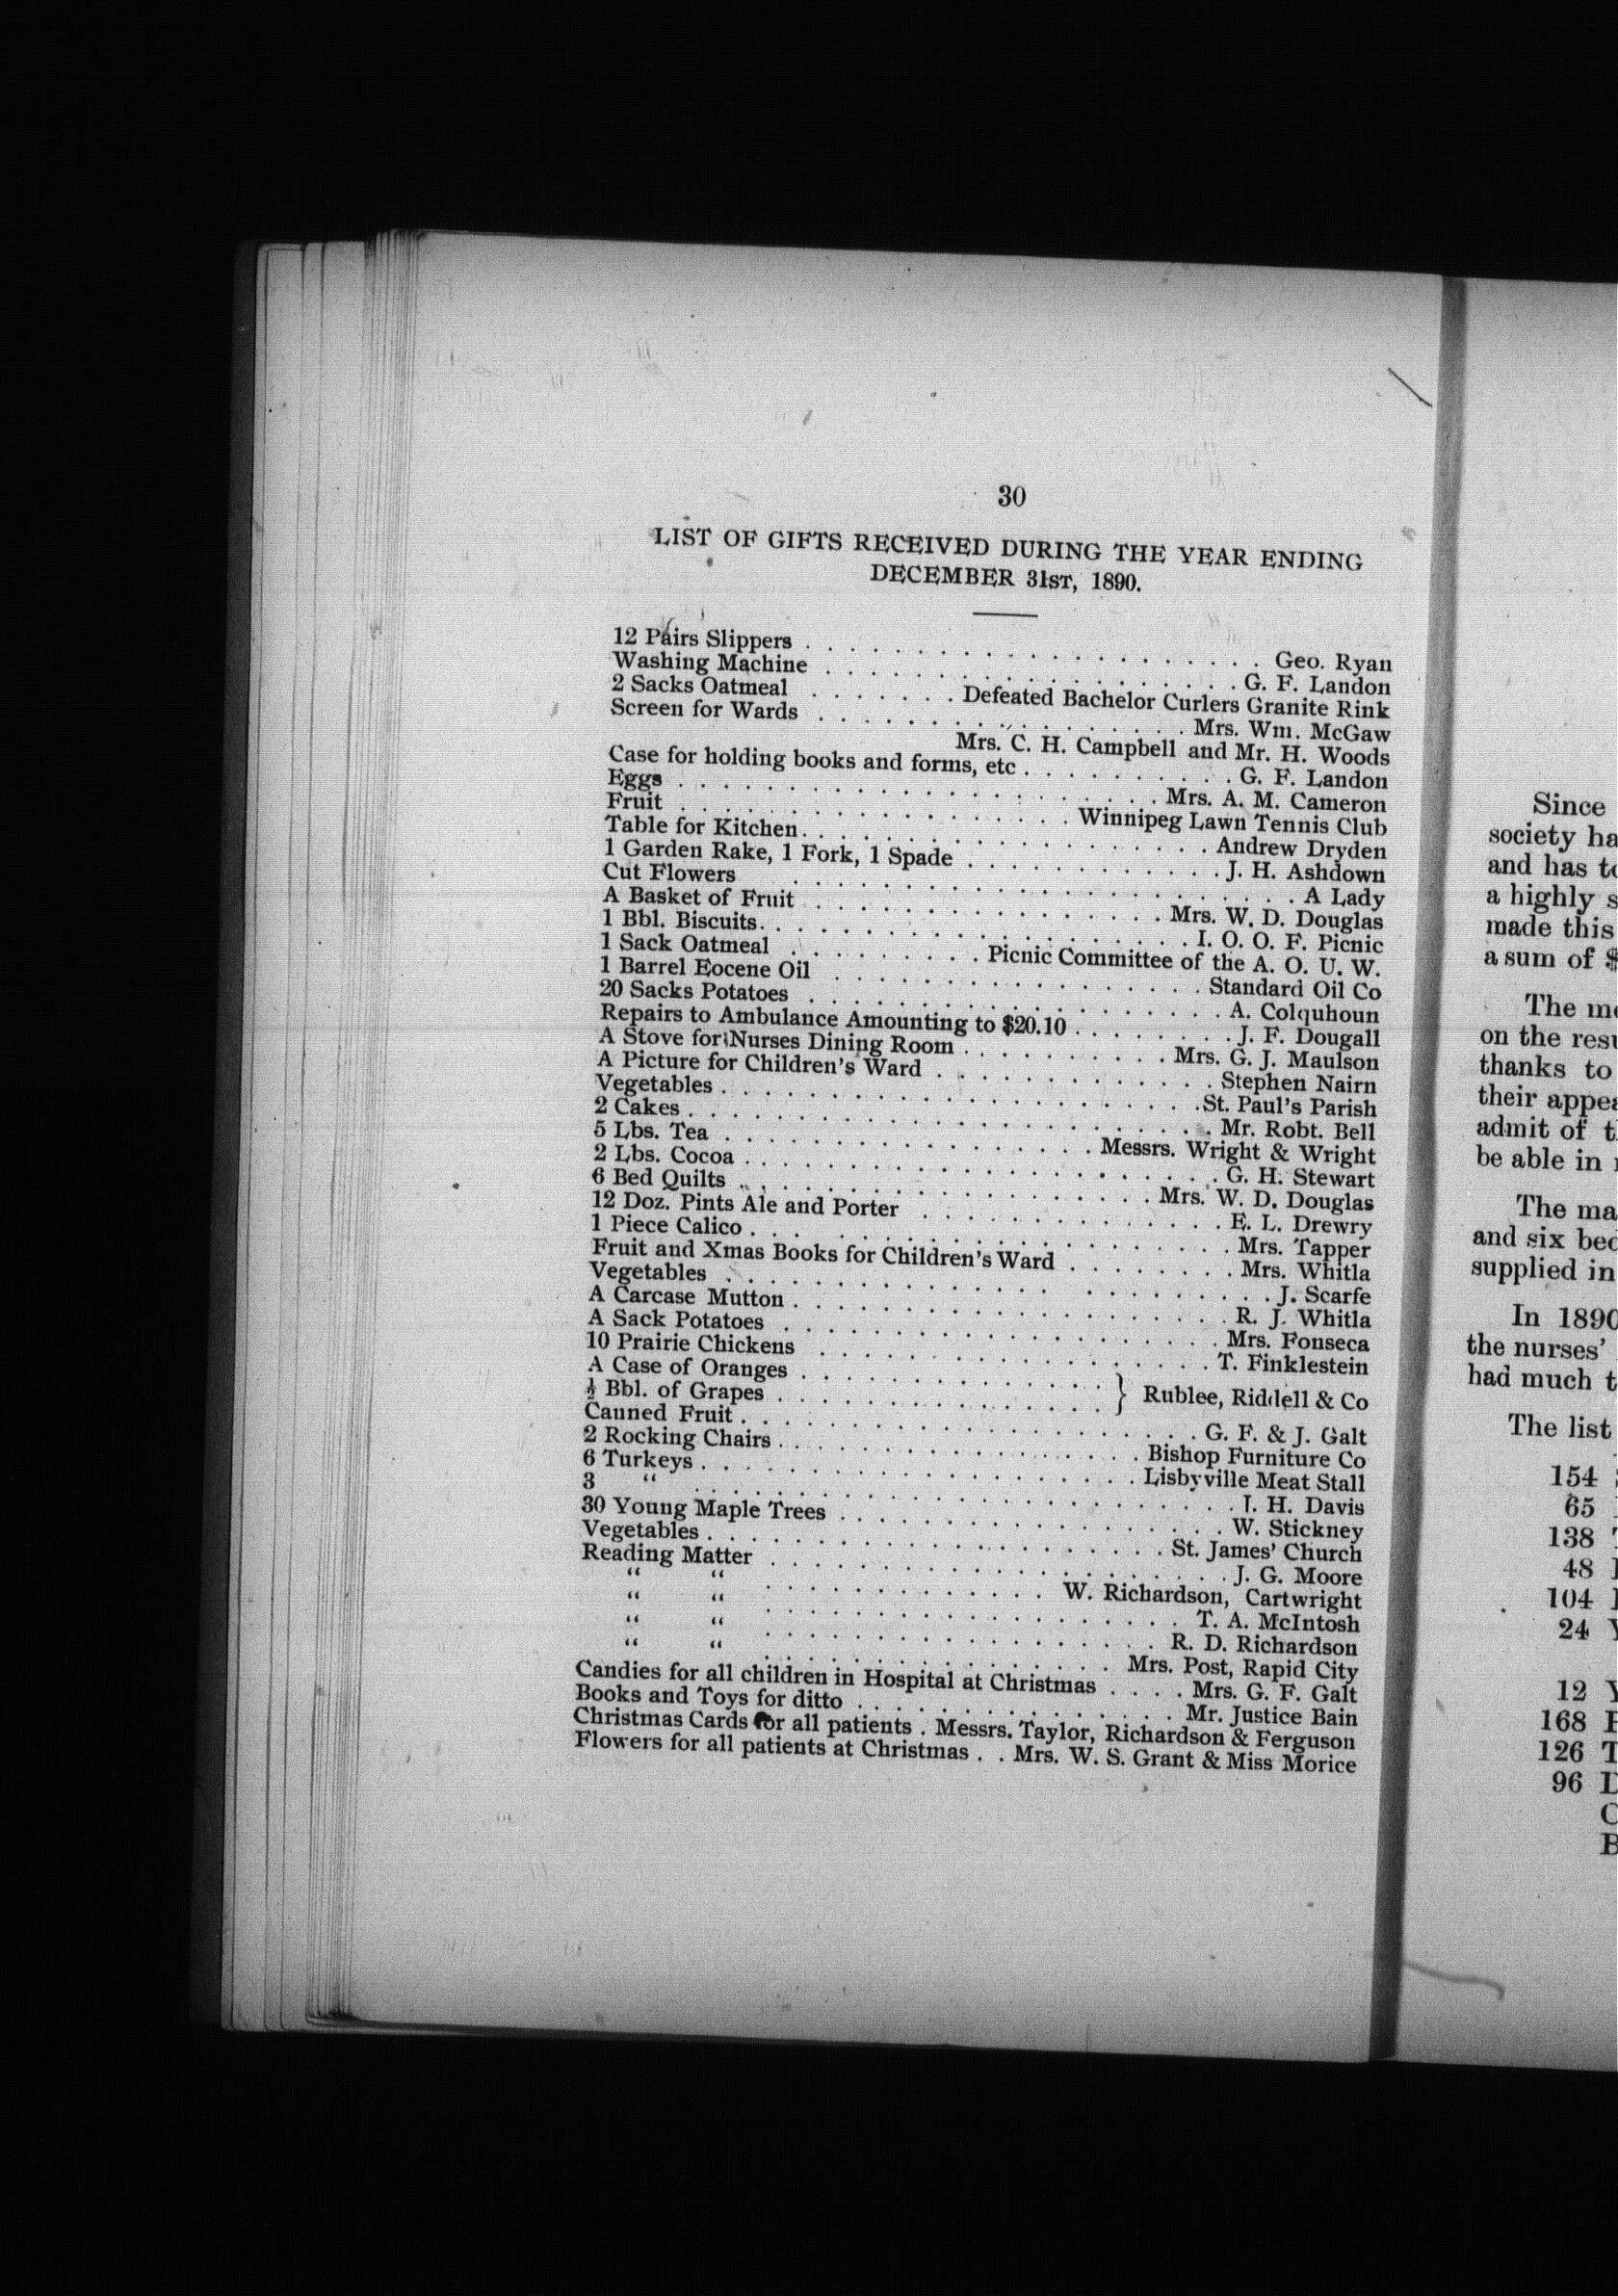 30
LIST OF GIFTS RECEIVED DURING THE YEAR ENDING
DECEMBER 31ST, 1890.
12 Pairs Slippers . . . . Geo. Ryan
Washing Machine . . . . G. F. Landon
2 Sacks Oatmeal . . . . Defeated Bachelor Curlers Granite Rink
Screen for Wards . . . . Mrs. Wm. McGaw
Mrs. C. H. Campbell and Mr. H. Woods
Case for holding books and forms, etc . . . . G. F. Landon
Eggs . . . . Mrs. A. M. Cameron
Fruit . . . . Winnipeg Lawn Tennis Club
Table for Kitchen . . . . Andrew Dryden
1 Garden Rake, 1 Fork, 1 Spade . . . . J. H. Ashdown
Cut Flowers . . . . A Lady
A Basket of Fruit . . . . Mrs. W. D. Douglas
1 Bbl. Biscuits . . . . I. O. O. F. Picnic
1 Sack Oatmeal . . . . Picnic Committee of the A. O. U. W.
1 Barrel Eocene Oil . . . . Standard Oil Co
20 Sacks Potatoes . . . . A. Colquhoun
Repairs to Ambulance Amounting to $20.10 . . . . J. F. Dougall
A Stove for Nurses Dining Room . . . . Mrs. G. J. Maulson
A Picture for Children's Ward . . . . Stephen Nairn
Vegetables . . . . St. Paul's Parish
2 Cakes . . . . Mr. Robt. Bell
5 Lbs. Tea . . . . Messrs. Wright & Wright
2 Lbs. Cocoa . . . . G. H. Stewart
6 Bed Quilts . . . . Mrs. W. D. Douglas
12 Doz. Pints Ale and Porter . . . . E. L. Drewry
1 Piece Calico . . . . Mrs. Tapper
Fruit and Xmas Books for Children's Ward . . . . Mrs. Whitla
Vegetables . . . . J. Scarfe
A Carcase Mutton . . . . R. J. Whitla
A Sack Potatoes . . . . Mrs. Fonseca
10 Prairie Chickens . . . . T. Finklestein
A Case of Oranges . . . . }
½ Bbl. of Grapes . . . . } Rublee, Riddell & Co
Canned Fruit . . . . G. F. & J. Galt
2 Rocking Chairs . . . . Bishop Furniture Co
6 Turkeys . . . . Lisbyville Meat Stall
3 “ . . . . I. H. Davis
30 Young Maple Trees . . . . W. Stickney
Vegetables . . . . St. James' Church
Reading Matter . . . . J. G. Moore
“ “ . . . . W. Richardson, Cartwright
“ “ . . . . T. A. McIntosh
“ “ . . . . R. D. Richardson
“ “ . . . . Mrs. Post, Rapid City
Candies for all children in Hospital at Christmas . . . . Mrs. G. F. Galt
Books and Toys for ditto . . . . Mr. Justice Bain
Christmas Cards for all patients . Messrs. Taylor, Richardson & Ferguson
Flowers for all patients at Christmas . . Mrs. W. S. Grant & Miss Morice
Since
society ha
and has to
a highly s
made this
a sum of $
The me
on the resu
thanks to
their appea
admit of t
be able in
The ma
and six bed
supplied in
In 1890
the nurses'
had much t
The list
154
65
138
48
104
24
12
168
126
96